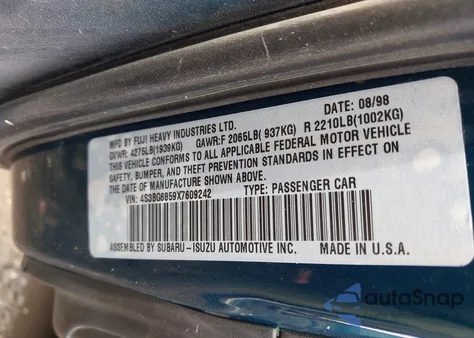 MFD BY FUJI HEAVY INDUSTRIES LTD. DATE: 08/98
GVWR: 4275LB(1939KG) GAWR:F 2065LB( 937KG) R 2210LB(1002KG)
THIS VEHICLE CONFORMS TO ALL APPLICABLE FEDERAL MOTOR VEHICLE
SAFETY, BUMPER, AND THEFT PREVENTION STANDARDS IN EFFECT ON
THE DATE OF MANUFACTURE SHOWN ABOVE.
VIN: 4S3BG6859X7609242 TYPE: PASSENGER CAR
ASSEMBLED BY SUBARU-ISUZU AUTOMOTIVE INC. MADE IN U.S.A.
autoSnap